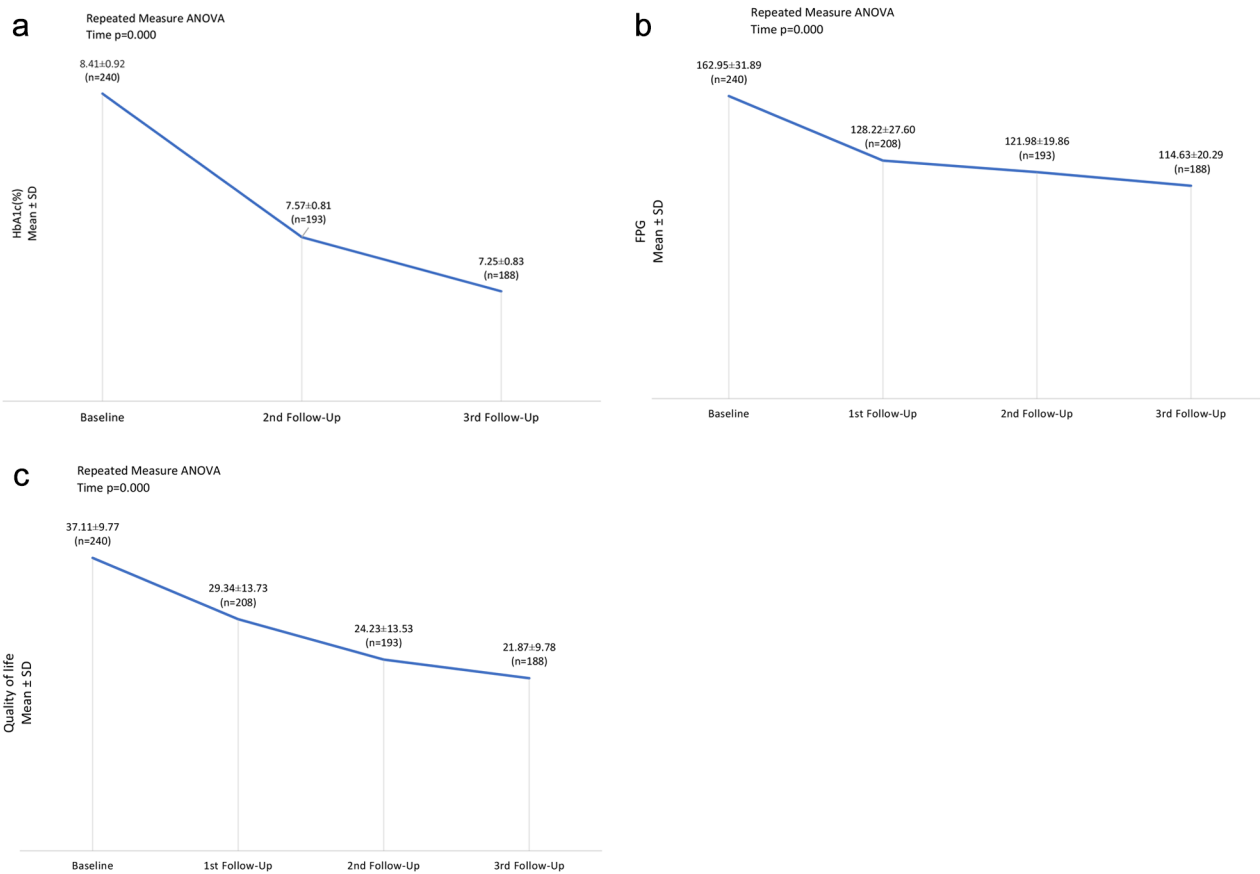 a
Repeated Measure ANOVA
Time p=0.000
8.41±0.92
(n=240)
7.57±0.81
(n=193)
7.25±0.83
(n=188)
HbA1c(%)
Mean ± SD
Baseline
2nd Follow-Up
3rd Follow-Up
b
Repeated Measure ANOVA
Time p=0.000
162.95±31.89
(n=240)
128.22±27.60
(n=208)
121.98±19.86
(n=193)
114.63±20.29
(n=188)
FPG
Mean ± SD
Baseline
1st Follow-Up
2nd Follow-Up
3rd Follow-Up
c
Repeated Measure ANOVA
Time p=0.000
37.11±9.77
(n=240)
29.34±13.73
(n=208)
24.23±13.53
(n=193)
21.87±9.78
(n=188)
Quality of life
Mean ± SD
Baseline
1st Follow-Up
2nd Follow-Up
3rd Follow-Up